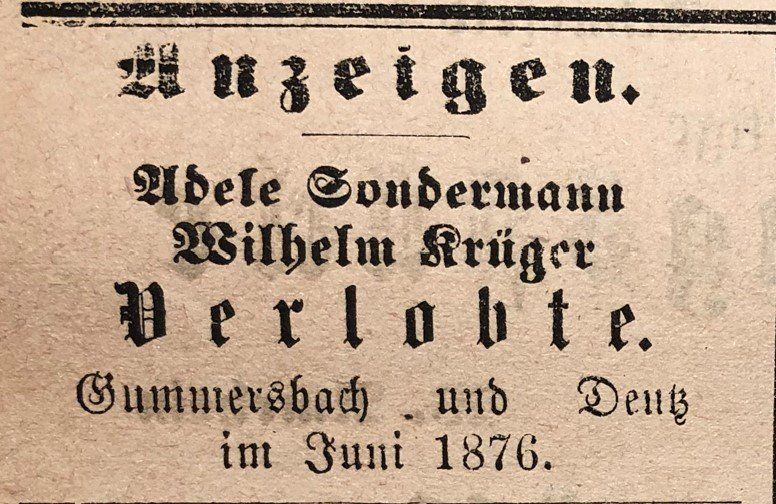 Anzeigen.
Adele Sondermann
Wilhelm Krüger
Verlobte.
Gummersbach und Deutz
im Juni 1876.